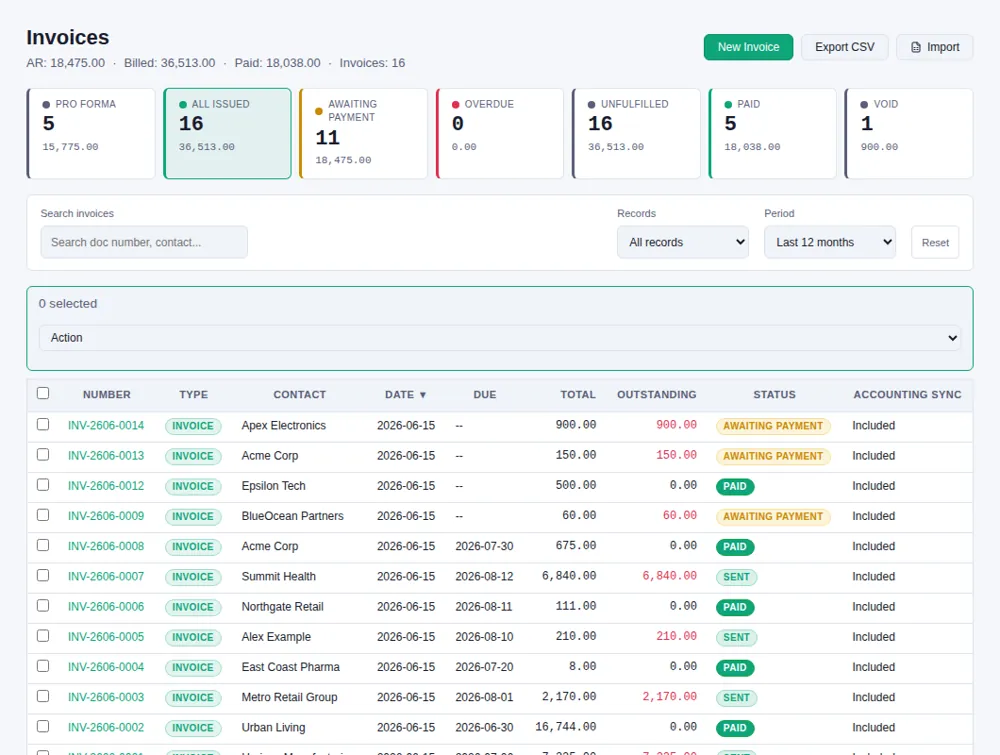 Invoices
AR: 18,475.00 · Billed: 36,513.00 · Paid: 18,038.00 · Invoices: 16
New Invoice
Export CSV
Import
PRO FORMA
5
15,775.00
ALL ISSUED
16
36,513.00
AWAITING
PAYMENT
11
18,475.00
OVERDUE
0
0.00
UNFULFILLED
16
36,513.00
PAID
5
18,038.00
VOID
1
900.00
Search invoices
Search doc number, contact...
Records
All records
Period
Last 12 months
Reset
0 selected
Action
NUMBER TYPE CONTACT DATE ▼ DUE TOTAL OUTSTANDING STATUS ACCOUNTING SYNC
INV-2606-0014 INVOICE Apex Electronics 2026-06-15 -- 900.00 900.00 AWAITING PAYMENT Included
INV-2606-0013 INVOICE Acme Corp 2026-06-15 -- 150.00 150.00 AWAITING PAYMENT Included
INV-2606-0012 INVOICE Epsilon Tech 2026-06-15 -- 500.00 0.00 PAID Included
INV-2606-0009 INVOICE BlueOcean Partners 2026-06-15 -- 60.00 60.00 AWAITING PAYMENT Included
INV-2606-0008 INVOICE Acme Corp 2026-06-15 2026-07-30 675.00 0.00 PAID Included
INV-2606-0007 INVOICE Summit Health 2026-06-15 2026-08-12 6,840.00 6,840.00 SENT Included
INV-2606-0006 INVOICE Northgate Retail 2026-06-15 2026-08-11 111.00 0.00 PAID Included
INV-2606-0005 INVOICE Alex Example 2026-06-15 2026-08-10 210.00 210.00 SENT Included
INV-2606-0004 INVOICE East Coast Pharma 2026-06-15 2026-07-20 8.00 0.00 PAID Included
INV-2606-0003 INVOICE Metro Retail Group 2026-06-15 2026-08-01 2,170.00 2,170.00 SENT Included
INV-2606-0002 INVOICE Urban Living 2026-06-15 2026-06-30 16,744.00 0.00 PAID Included